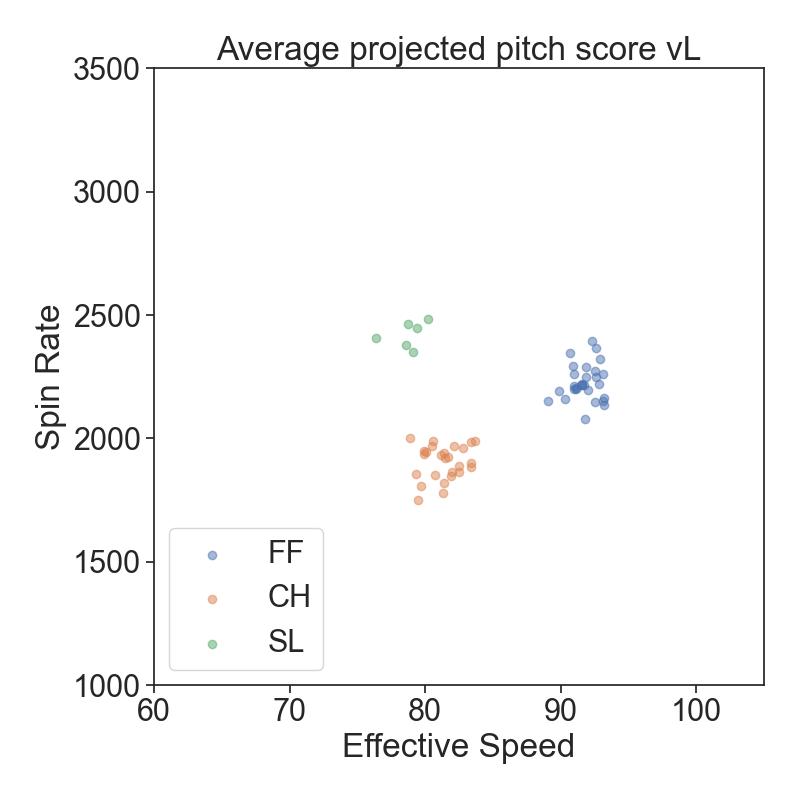 Average projected pitch score vL
3500
3000
2500
2000
1500
1000
Spin Rate
FF
CH
SL
60 70 80 90 100
Effective Speed